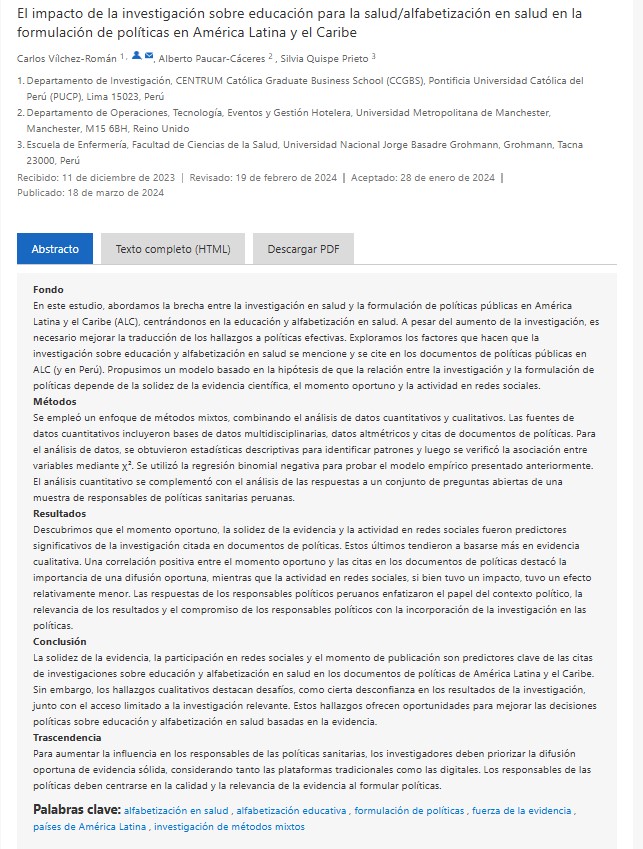 El impacto de la investigación sobre educación para la salud/alfabetización en salud en la
formulación de políticas en América Latina y el Caribe
Carlos Vílchez-Román 1, , Alberto Paucar-Cáceres 2 , Silvia Quispe Prieto 3
1. Departamento de Investigación, CENTRUM Católica Graduate Business School (CCGBS), Pontificia Universidad Católica del
Perú (PUCP), Lima 15023, Perú
2. Departamento de Operaciones, Tecnología, Eventos y Gestión Hotelera, Universidad Metropolitana de Manchester,
Manchester, M15 6BH, Reino Unido
3. Escuela de Enfermería, Facultad de Ciencias de la Salud, Universidad Nacional Jorge Basadre Grohmann, Grohmann, Tacna
23000, Perú
Recibido: 11 de diciembre de 2023 | Revisado: 19 de febrero de 2024 | Aceptado: 28 de enero de 2024 |
Publicado: 18 de marzo de 2024
Abstracto Texto completo (HTML) Descargar PDF
Fondo
En este estudio, abordamos la brecha entre la investigación en salud y la formulación de políticas públicas en América
Latina y el Caribe (ALC), centrándonos en la educación y alfabetización en salud. A pesar del aumento de la investigación, es
necesario mejorar la traducción de los hallazgos a políticas efectivas. Exploramos los factores que hacen que la
investigación sobre educación y alfabetización en salud se mencione y se cite en los documentos de políticas públicas en
ALC (y en Perú). Propusimos un modelo basado en la hipótesis de que la relación entre la investigación y la formulación de
políticas depende de la solidez de la evidencia científica, el momento oportuno y la actividad en redes sociales.
Métodos
Se empleó un enfoque de métodos mixtos, combinando el análisis de datos cuantitativos y cualitativos. Las fuentes de
datos cuantitativos incluyeron bases de datos multidisciplinarias, datos altmétricos y citas de documentos de políticas. Para
el análisis de datos, se obtuvieron estadísticas descriptivas para identificar patrones y luego se verificó la asociación entre
variables mediante χ². Se utilizó la regresión binomial negativa para probar el modelo empírico presentado anteriormente.
El análisis cuantitativo se complementó con el análisis de las respuestas a un conjunto de preguntas abiertas de una
muestra de responsables de políticas sanitarias peruanas.
Resultados
Descubrimos que el momento oportuno, la solidez de la evidencia y la actividad en redes sociales fueron predictores
significativos de la investigación citada en documentos de políticas. Estos últimos tendieron a basarse más en evidencia
cualitativa. Una correlación positiva entre el momento oportuno y las citas en los documentos de políticas destacó la
importancia de una difusión oportuna, mientras que la actividad en redes sociales, si bien tuvo un impacto, tuvo un efecto
relativamente menor. Las respuestas de los responsables políticos peruanos enfatizaron el papel del contexto político, la
relevancia de los resultados y el compromiso de los responsables políticos con la incorporación de la investigación en las
políticas.
Conclusión
La solidez de la evidencia, la participación en redes sociales y el momento de publicación son predictores clave de las citas
de investigaciones sobre educación y alfabetización en salud en los documentos de políticas de América Latina y el Caribe.
Sin embargo, los hallazgos cualitativos destacan desafíos, como cierta desconfianza en los resultados de la investigación,
junto con el acceso limitado a la investigación relevante. Estos hallazgos ofrecen oportunidades para mejorar las decisiones
políticas sobre educación y alfabetización en salud basadas en la evidencia.
Trascendencia
Para aumentar la influencia en los responsables de las políticas sanitarias, los investigadores deben priorizar la difusión
oportuna de evidencia sólida, considerando tanto las plataformas tradicionales como las digitales. Los responsables de las
políticas deben centrarse en la calidad y la relevancia de la evidencia al formular políticas.
Palabras clave: alfabetización en salud , alfabetización educativa , formulación de políticas , fuerza de la evidencia ,
países de América Latina , investigación de métodos mixtos